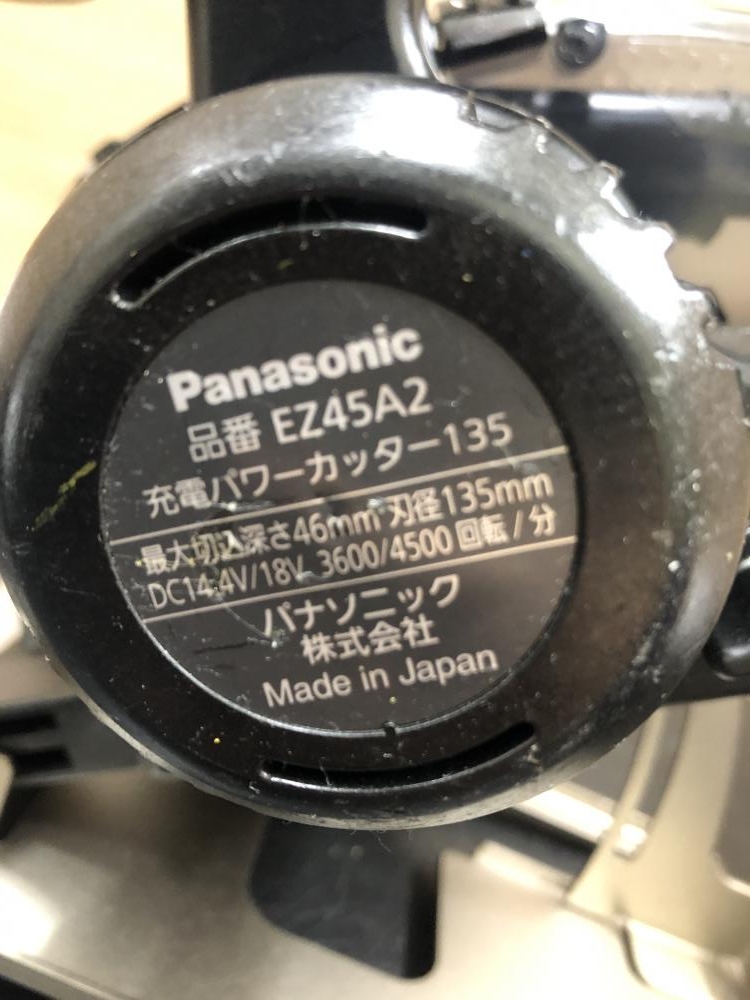 Panasonic
品番 EZ45A2
充電パワーカッター135
最大切込深さ46mm 刃径135mm
DC14.4V/18V 3600/4500 回転/分
パナソニック
株式会社
Made in Japan